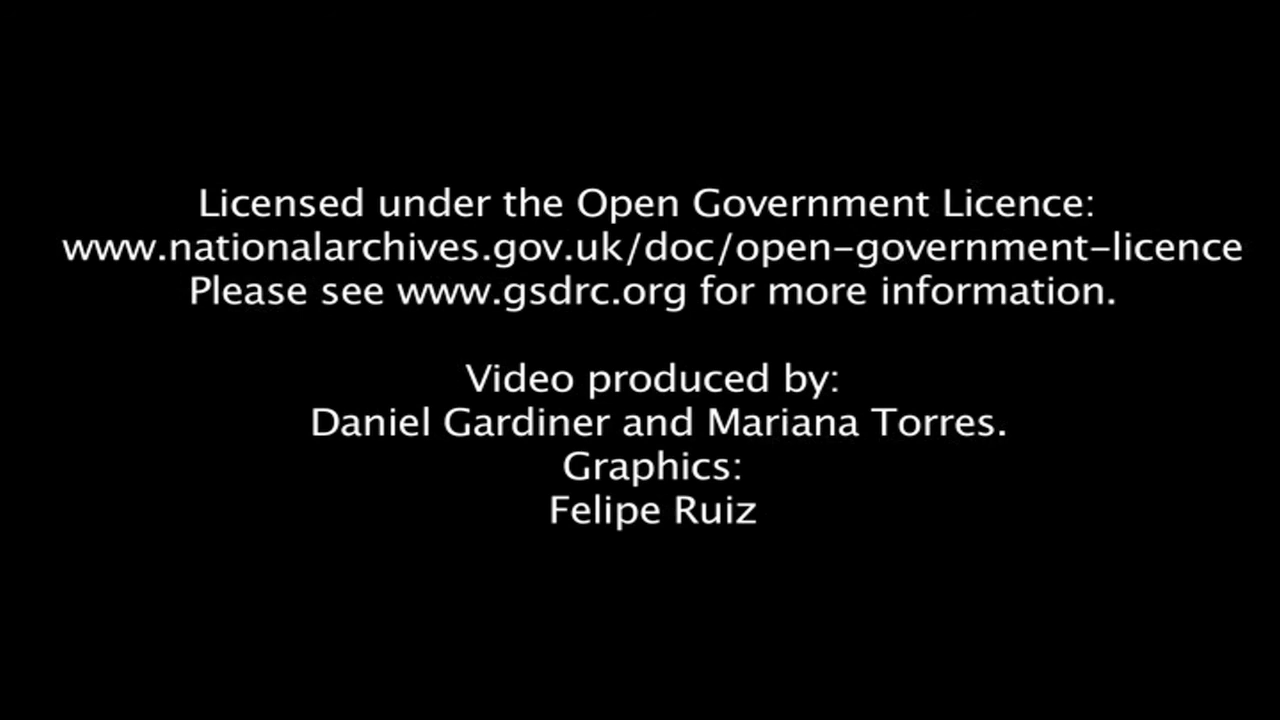 Licensed under the Open Government Licence:
www.nationalarchives.gov.uk/doc/open-government-licence
Please see www.gsdrc.org for more information.
Video produced by:
Daniel Gardiner and Mariana Torres.
Graphics:
Felipe Ruiz